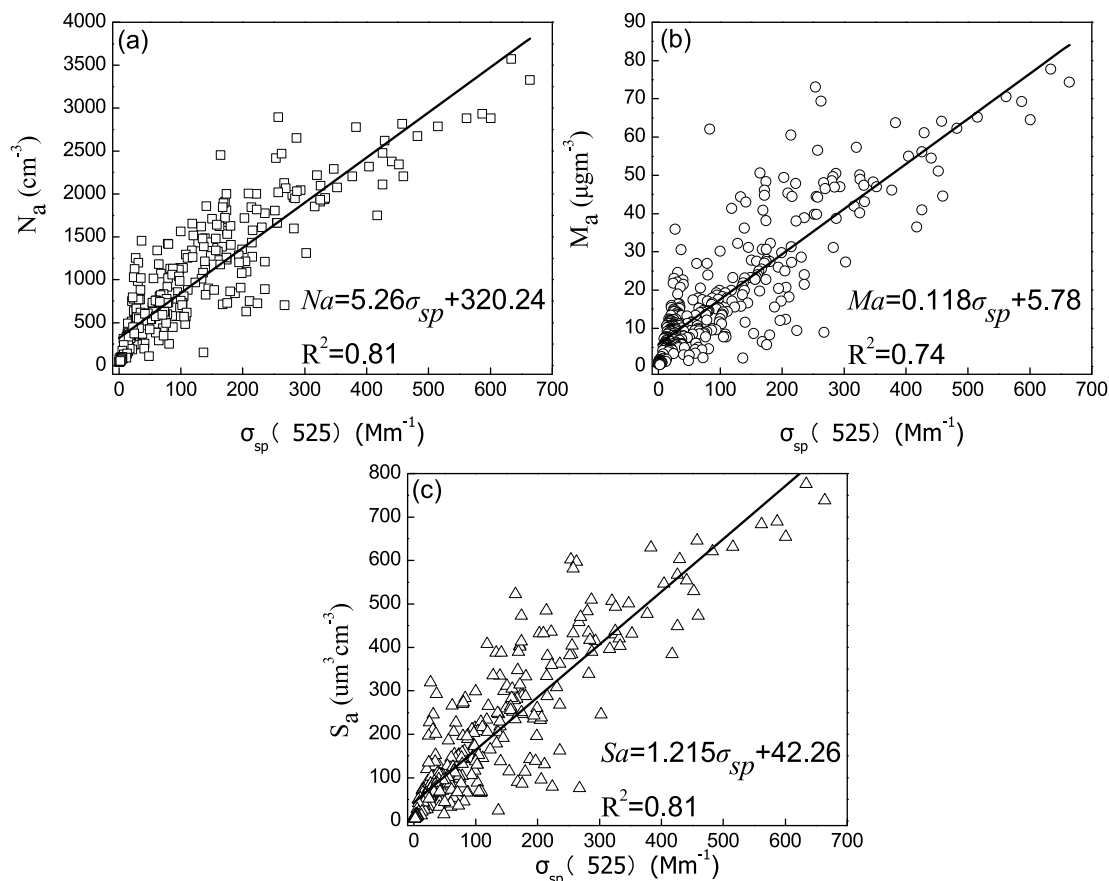 (a)
4000
3500
3000
2500
2000
1500
1000
500
0
Na (cm-3)
Na=5.26σsp+320.24
R2=0.81
0 100 200 300 400 500 600 700
σsp( 525) (Mm-1)
(b)
90
80
70
60
50
40
30
20
10
0
Ma (μgm-3)
Ma=0.118σsp+5.78
R2=0.74
0 100 200 300 400 500 600 700
σsp( 525) (Mm-1)
(c)
800
700
600
500
400
300
200
100
0
Sa (um3cm-3)
Sa=1.215σsp+42.26
R2=0.81
0 100 200 300 400 500 600 700
σsp( 525) (Mm-1)